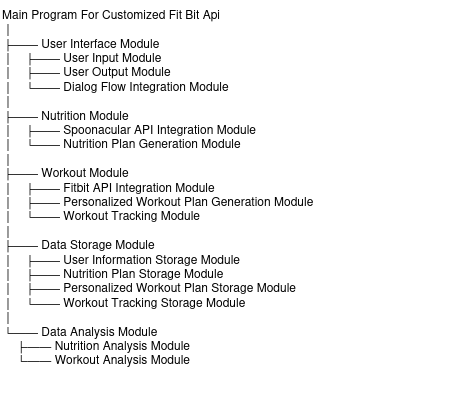 Main Program For Customized Fit Bit Api
User Interface Module
User Input Module
User Output Module
Dialog Flow Integration Module
Nutrition Module
Spoonacular API Integration Module
Nutrition Plan Generation Module
Workout Module
Fitbit API Integration Module
Personalized Workout Plan Generation Module
Workout Tracking Module
Data Storage Module
User Information Storage Module
Nutrition Plan Storage Module
Personalized Workout Plan Storage Module
Workout Tracking Storage Module
Data Analysis Module
Nutrition Analysis Module
Workout Analysis Module